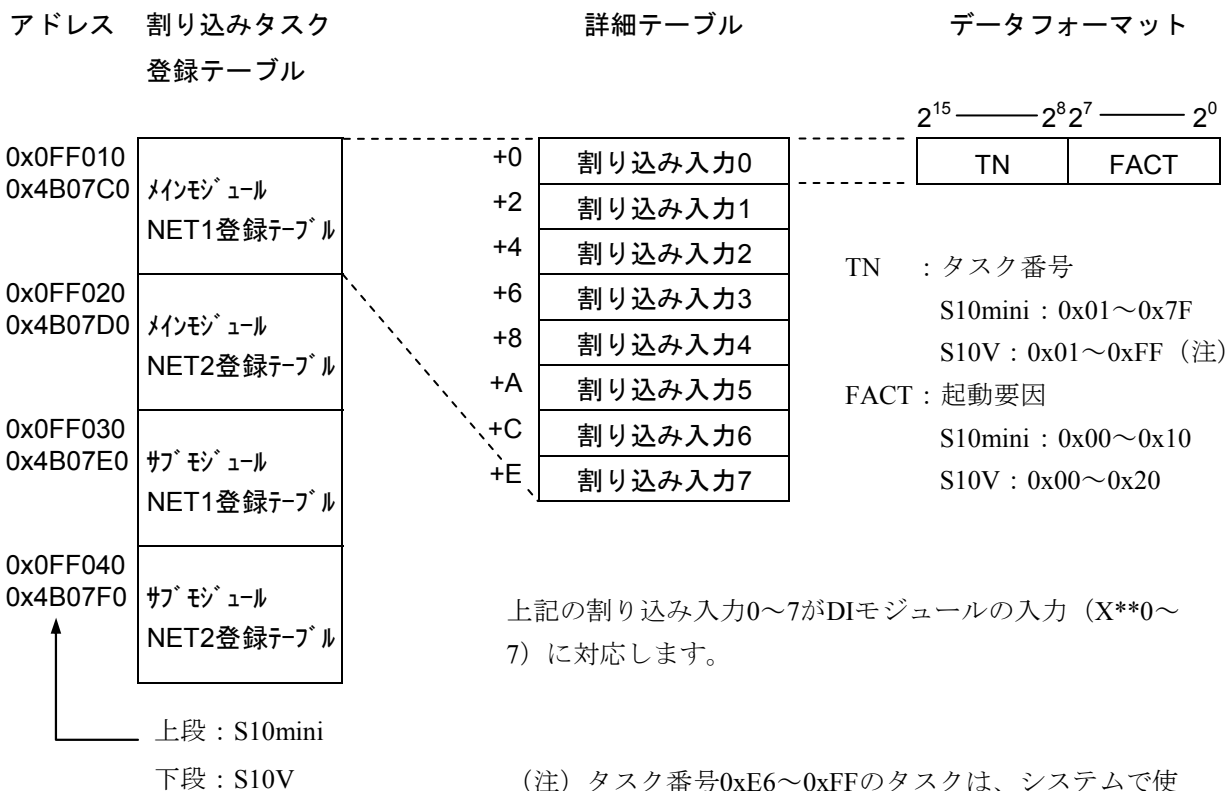 アドレス 割り込みタスク 詳細テーブル データフォーマット
登録テーブル
2^15 2^8 2^7 2^0
0x0FF010
0x4B07C0
ﾒｲﾝﾓｼﾞｭｰﾙ
NET1登録ﾃｰﾌﾞﾙ
0x0FF020
0x4B07D0
ﾒｲﾝﾓｼﾞｭｰﾙ
NET2登録ﾃｰﾌﾞﾙ
0x0FF030
0x4B07E0
ｻﾌﾞﾓｼﾞｭｰﾙ
NET1登録ﾃｰﾌﾞﾙ
0x0FF040
0x4B07F0
ｻﾌﾞﾓｼﾞｭｰﾙ
NET2登録ﾃｰﾌﾞﾙ
上段:S10mini
下段:S10V
+0 割り込み入力0
+2 割り込み入力1
+4 割り込み入力2
+6 割り込み入力3
+8 割り込み入力4
+A 割り込み入力5
+C 割り込み入力6
+E 割り込み入力7
TN FACT
TN :タスク番号
S10mini:0x01~0x7F
S10V:0x01~0xFF(注)
FACT:起動要因
S10mini:0x00~0x10
S10V:0x00~0x20
上記の割り込み入力0~7がDIモジュールの入力(X**0~
7)に対応します。
(注)タスク番号0xE6~0xFFのタスクは、システムで使